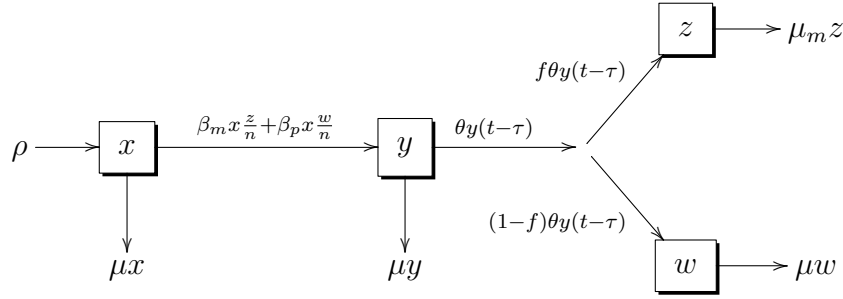 z
μ_m z
fθy(t−τ)
β_m x z/n + β_p x w/n
θy(t−τ)
ρ
x
y
(1−f)θy(t−τ)
μx
μy
w
μw